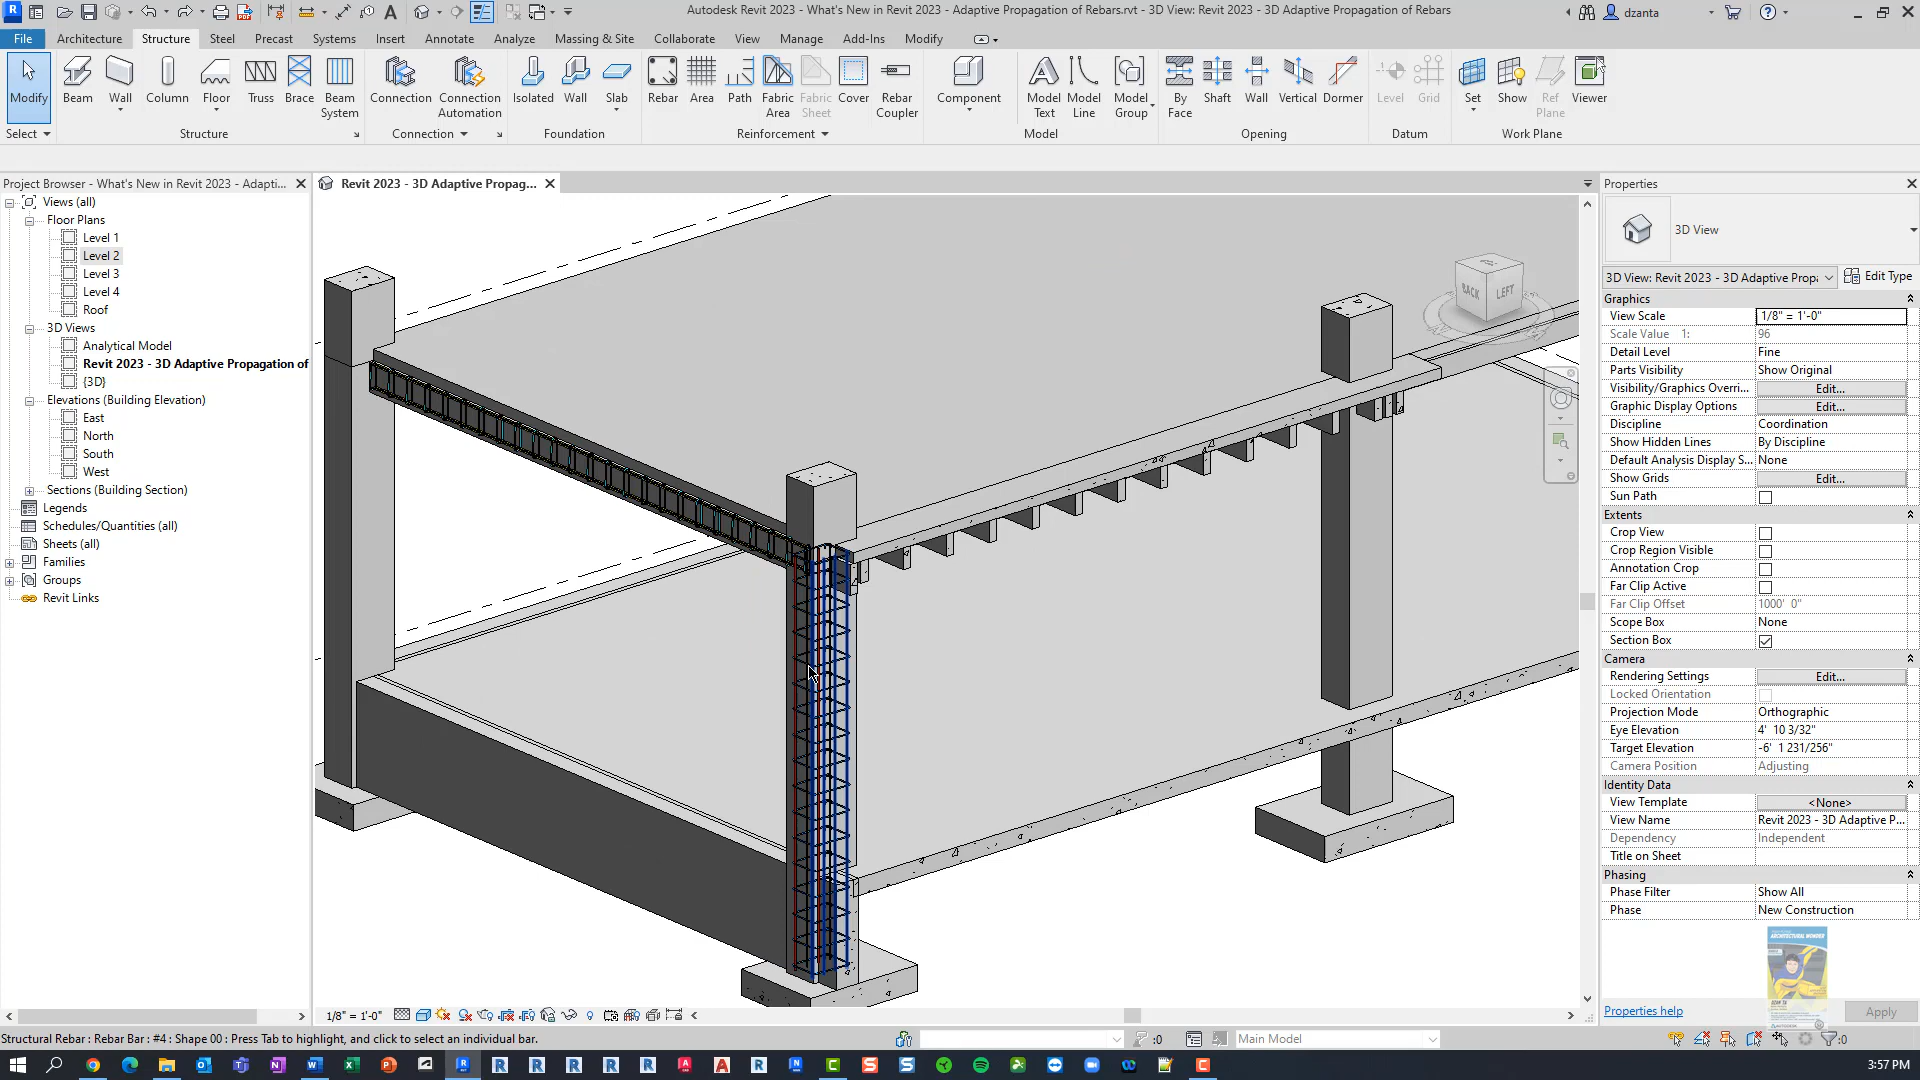 Autodesk Revit 2023 - What's New in Revit 2023 - Adaptive Propagation of Rebars.rvt - 3D View: Revit 2023 - 3D Adaptive Propagation of Rebars
dzanta
File Architecture Structure Steel Precast Systems Insert Annotate Analyze Massing & Site Collaborate View Manage Add-Ins Modify
Modify Beam Wall Column Floor Truss Brace Beam System Connection Connection Automation Isolated Wall Slab Rebar Area Path Fabric Area Fabric Sheet Cover Rebar Coupler Component Model Text Model Line Model Group By Face Shaft Wall Vertical Dormer Level Grid Set Show Ref Plane Viewer
Select Structure Connection Foundation Reinforcement Model Opening Datum Work Plane
Project Browser - What's New in Revit 2023 - Adapti...
Revit 2023 - 3D Adaptive Propag...
Properties
Views (all)
Floor Plans
Level 1
Level 2
Level 3
Level 4
Roof
3D Views
Analytical Model
Revit 2023 - 3D Adaptive Propagation of
{3D}
Elevations (Building Elevation)
East
North
South
West
Sections (Building Section)
Legends
Schedules/Quantities (all)
Sheets (all)
Families
Groups
Revit Links
BACK
LEFT
3D View
3D View: Revit 2023 - 3D Adaptive Propa
Edit Type
Graphics
View Scale 1/8" = 1'-0"
Scale Value 1: 96
Detail Level Fine
Parts Visibility Show Original
Visibility/Graphics Overri... Edit...
Graphic Display Options Edit...
Discipline Coordination
Show Hidden Lines By Discipline
Default Analysis Display S... None
Show Grids Edit...
Sun Path
Extents
Crop View
Crop Region Visible
Annotation Crop
Far Clip Active
Far Clip Offset 1000' 0"
Scope Box None
Section Box
Camera
Rendering Settings Edit...
Locked Orientation
Projection Mode Orthographic
Eye Elevation 4' 10 3/32"
Target Elevation -6' 1 231/256"
Camera Position Adjusting
Identity Data
View Template <None>
View Name Revit 2023 - 3D Adaptive P...
Dependency Independent
Title on Sheet
Phasing
Phase Filter Show All
Phase New Construction
ARCHITECTURAL WONDER
Properties help
Apply
1/8" = 1'-0"
Structural Rebar : Rebar Bar : #4 : Shape 00 : Press Tab to highlight, and click to select an individual bar.
:0
Main Model
:0
3:57 PM